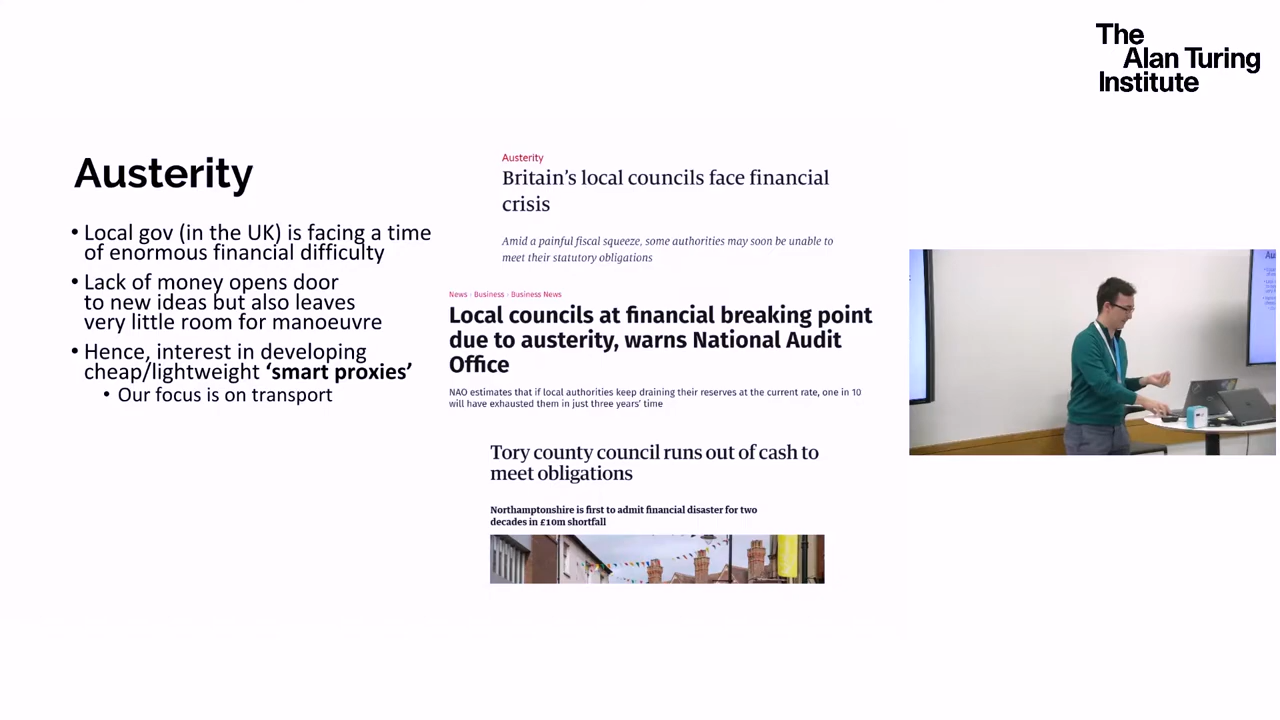 The
Alan Turing
Institute
Austerity
• Local gov (in the UK) is facing a time
of enormous financial difficulty
• Lack of money opens door
to new ideas but also leaves
very little room for manoeuvre
• Hence, interest in developing
cheap/lightweight ‘smart proxies’
• Our focus is on transport
Austerity
Britain’s local councils face financial
crisis
Amid a painful fiscal squeeze, some authorities may soon be unable to
meet their statutory obligations
News › Business › Business News
Local councils at financial breaking point
due to austerity, warns National Audit
Office
NAO estimates that if local authorities keep draining their reserves at the current rate, one in 10
will have exhausted them in just three years’ time
Tory county council runs out of cash to
meet obligations
Northamptonshire is first to admit financial disaster for two
decades in £10m shortfall
Au